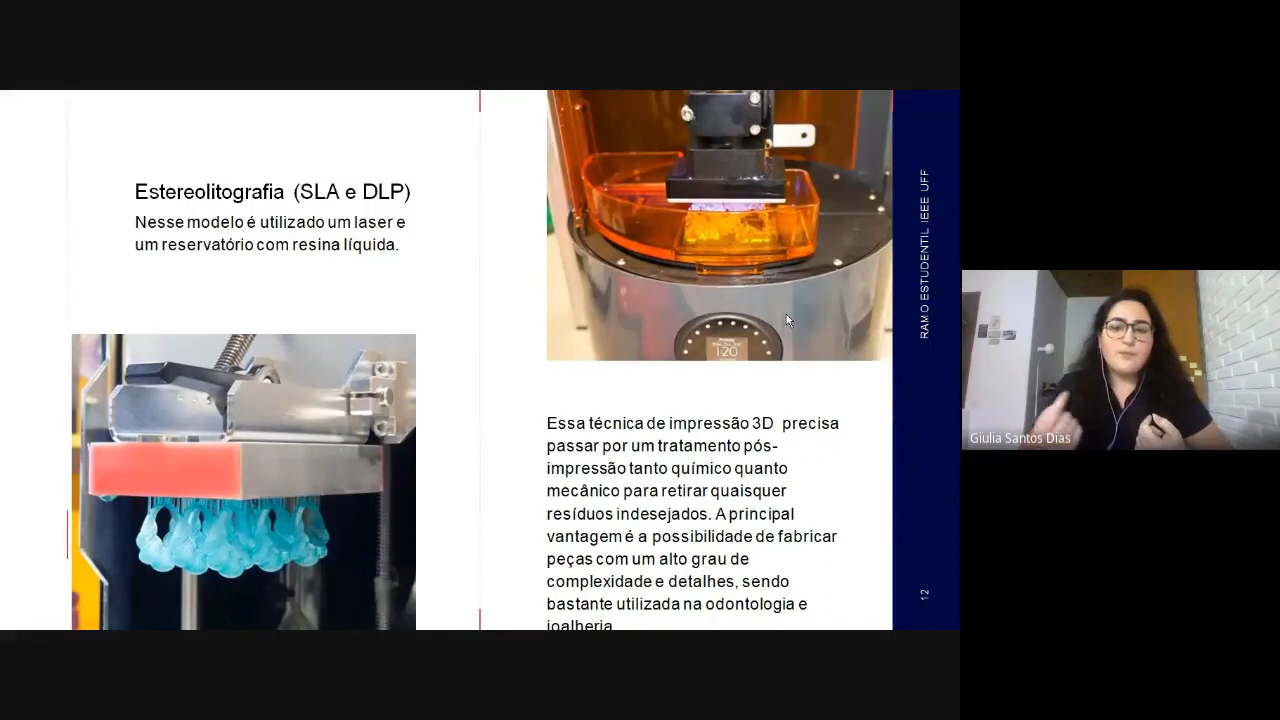 Estereolitografia (SLA e DLP)
Nesse modelo é utilizado um laser e
um reservatório com resina líquida.
Essa técnica de impressão 3D precisa
passar por um tratamento pós-
impressão tanto químico quanto
mecânico para retirar quaisquer
resíduos indesejados. A principal
vantagem é a possibilidade de fabricar
peças com um alto grau de
complexidade e detalhes, sendo
bastante utilizada na odontologia e
joalheria
RAMO ESTUDENTIL IEEE UFF
12
1:20
Giulia Santos Dias